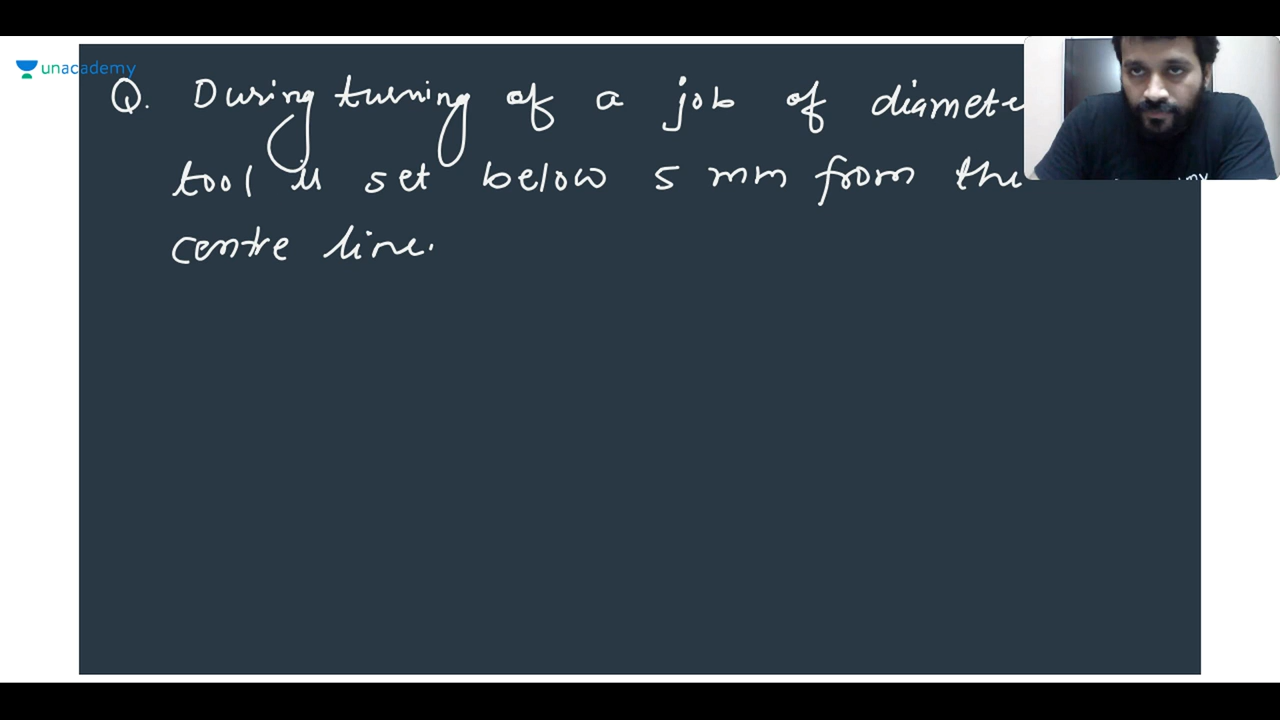 unacademy
Q. During turning of a job of diamete
tool is set below 5 mm from the
centre line.